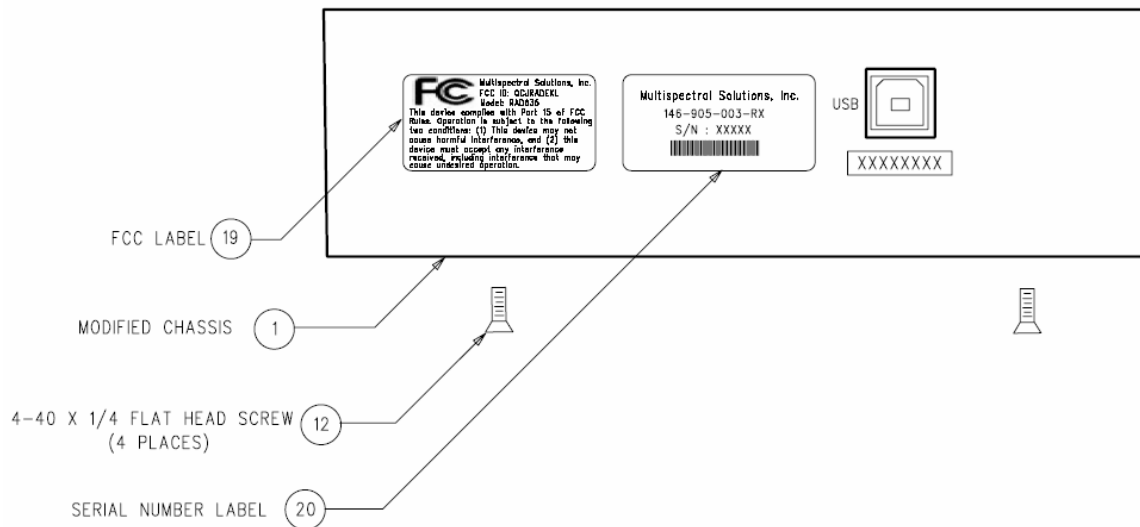 FCC
Multispectral Solutions, Inc.
FCC ID: QCJRADEKL
Model: RAD636
This device complies with Part 15 of FCC
Rules. Operation is subject to the following
two conditions: (1) This device may not
cause harmful interference, and (2) this
device must accept any interference
received, including interference that may
cause undesired operation.
Multispectral Solutions, Inc.
146-905-003-RX
S/N : XXXXX
USB
XXXXXXXX
FCC LABEL 19
MODIFIED CHASSIS 1
4-40 X 1/4 FLAT HEAD SCREW 12
(4 PLACES)
SERIAL NUMBER LABEL 20